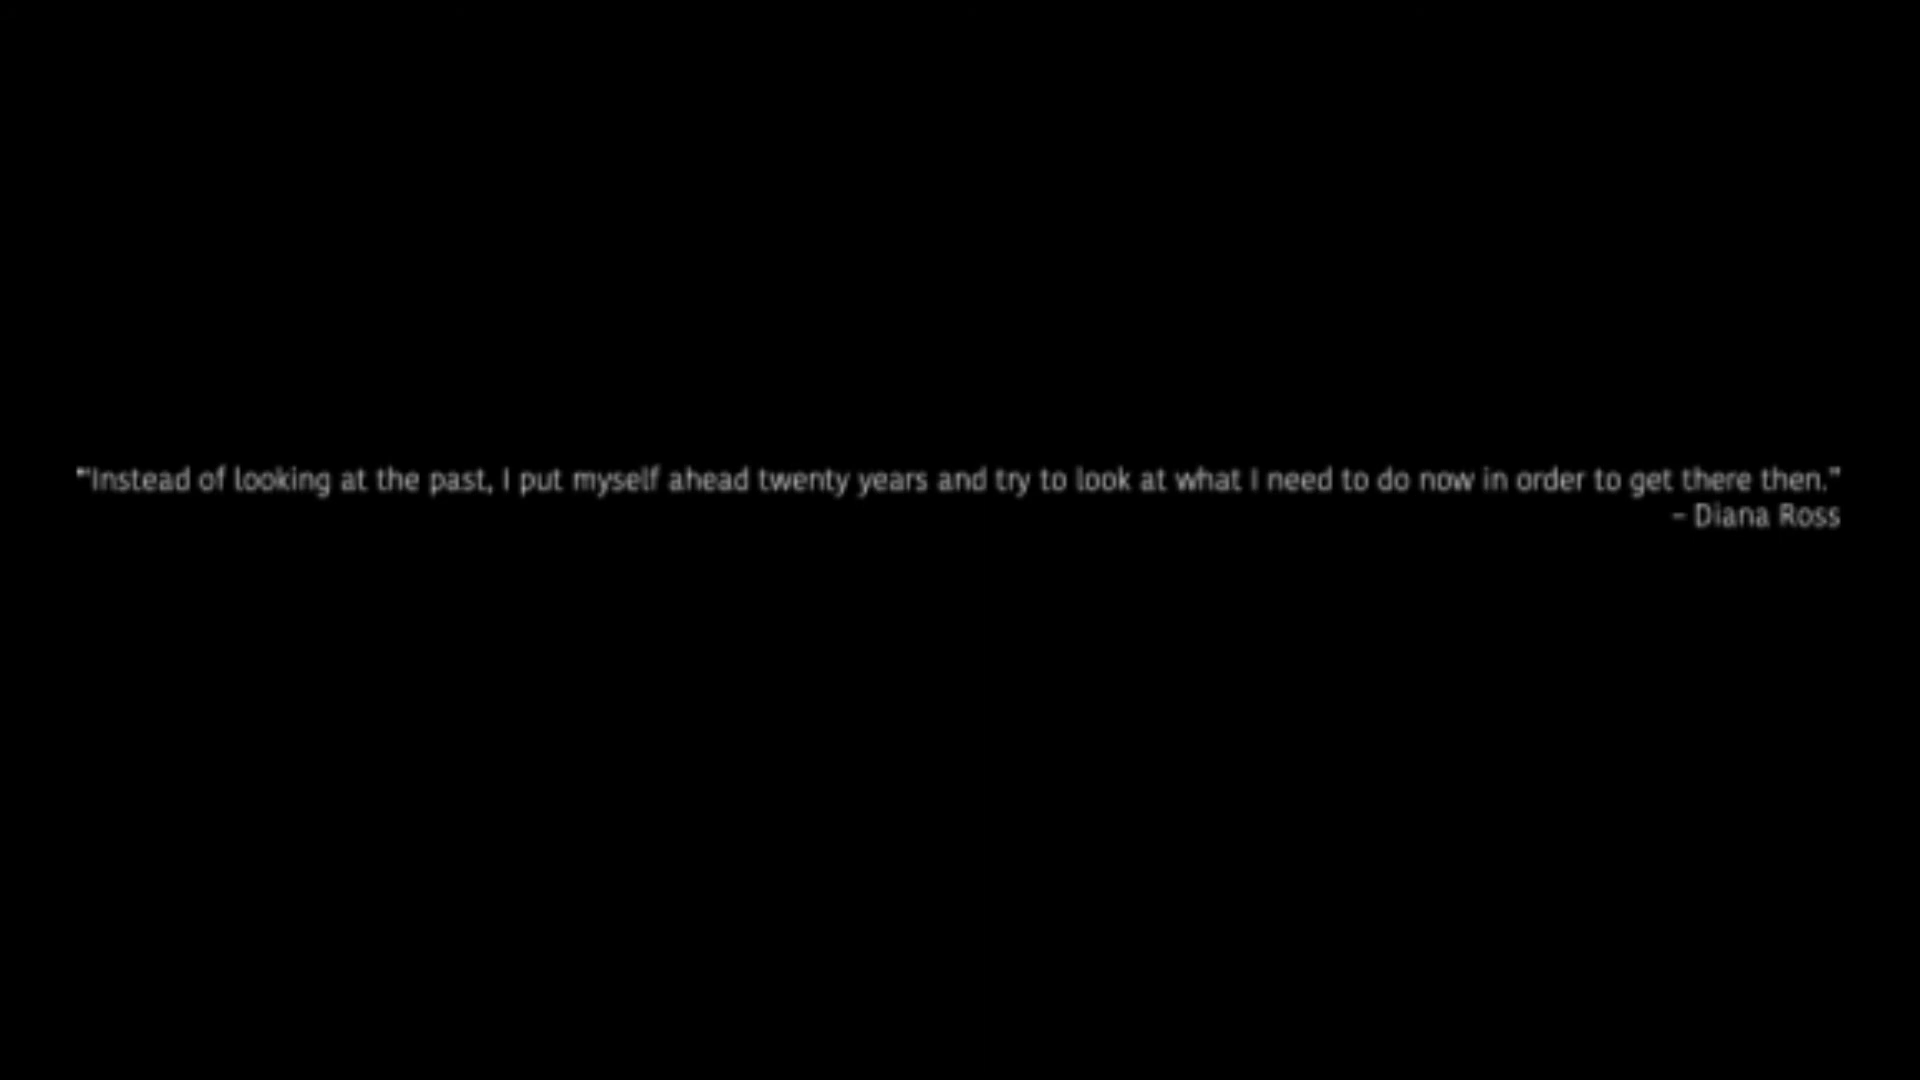 "Instead of looking at the past, I put myself ahead twenty years and try to look at what I need to do now in order to get there then."
– Diana Ross